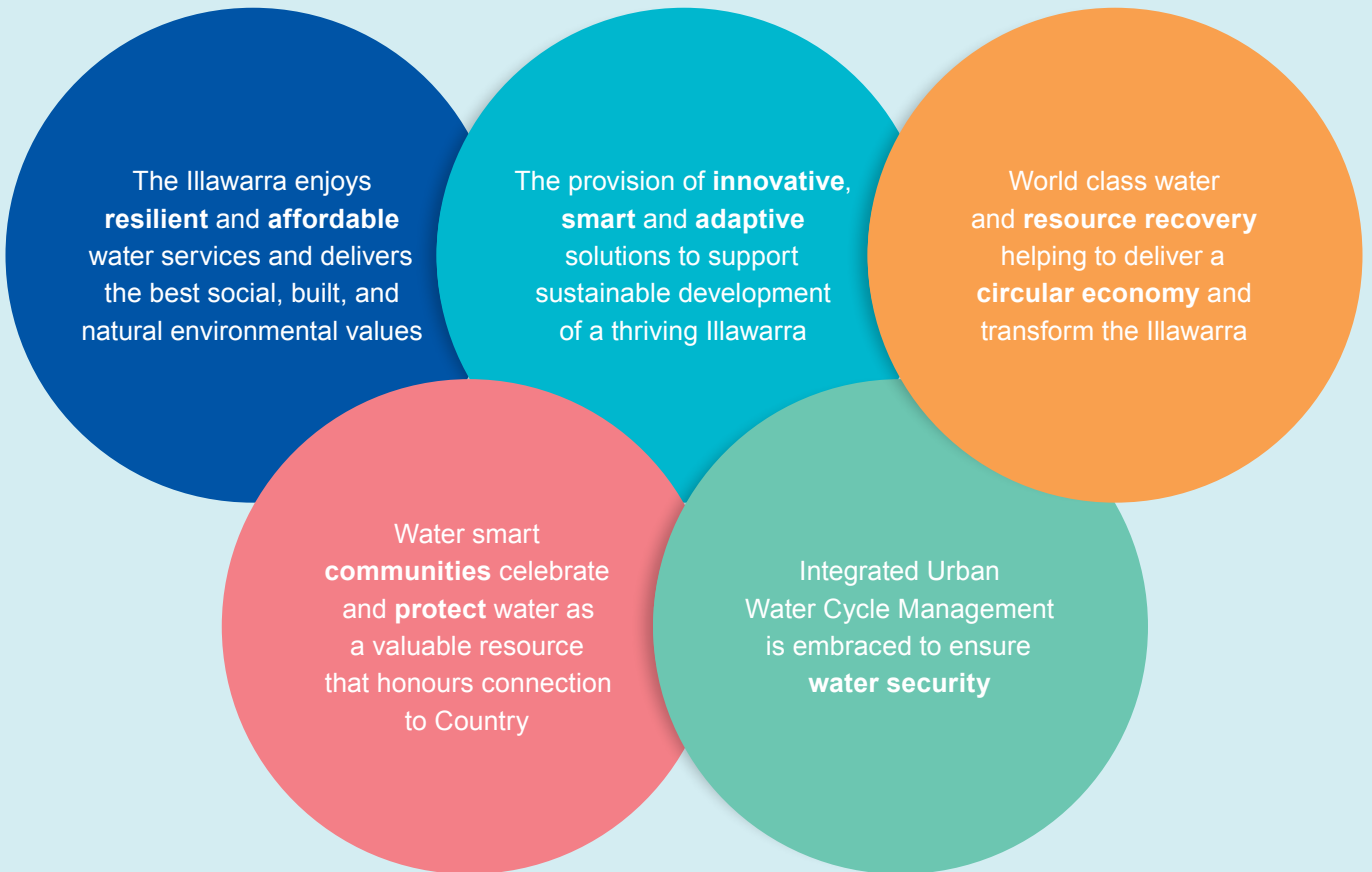 The Illawarra enjoys
resilient and affordable
water services and delivers
the best social, built, and
natural environmental values
The provision of innovative,
smart and adaptive
solutions to support
sustainable development
of a thriving Illawarra
World class water
and resource recovery
helping to deliver a
circular economy and
transform the Illawarra
Water smart
communities celebrate
and protect water as
a valuable resource
that honours connection
to Country
Integrated Urban
Water Cycle Management
is embraced to ensure
water security